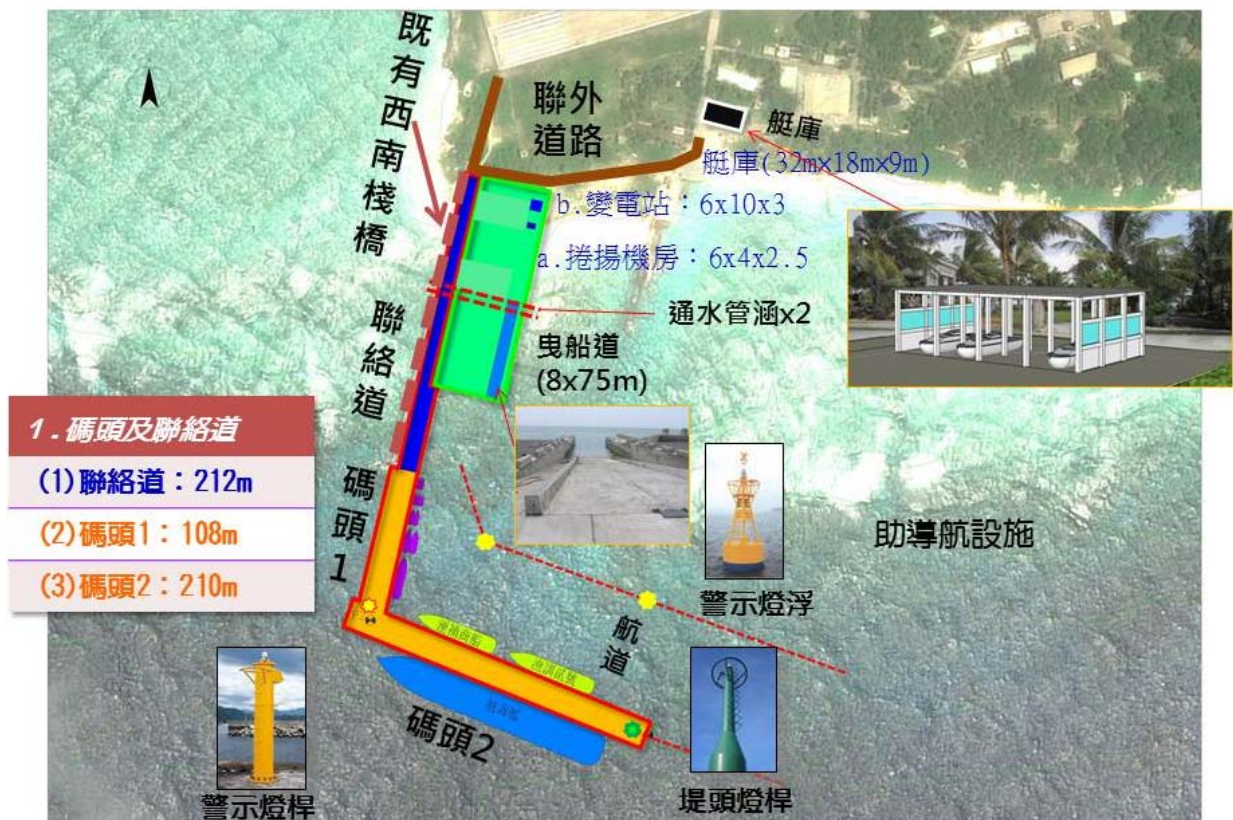 既有西南棧橋
聯外
道路
艇庫
艇庫(32m×18m×9m)
b.變電站：6x10x3
a.捲揚機房：6x4x2.5
通水管涵x2
聯絡道
曳船道
(8x75m)
1.碼頭及聯絡道
(1)聯絡道：212m
(2)碼頭1：108m
(3)碼頭2：210m
碼頭1
助導航設施
警示燈浮
航道
碼頭2
警示燈桿
堤頭燈桿